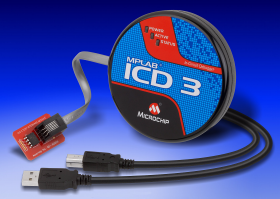 POWER
ACTIVE
STATUS
MPLAB®
ICD 3
MICROCHIP